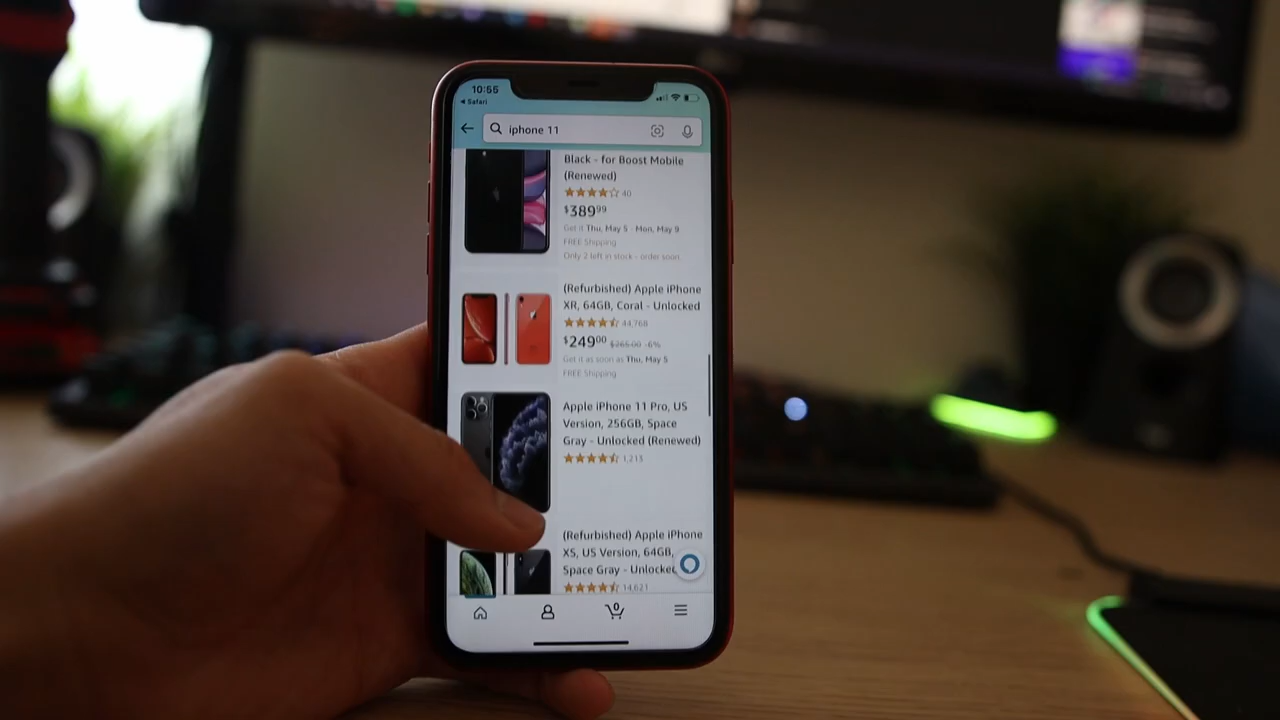 10:55
Safari
iphone 11
Black - for Boost Mobile
(Renewed)
40
$389⁹⁹
Get it Thu, May 5 - Mon, May 9
FREE Shipping
Only 2 left in stock - order soon.
(Refurbished) Apple iPhone
XR, 64GB, Coral - Unlocked
44,768
$249⁰⁰ $265.00 -6%
Get it as soon as Thu, May 5
FREE Shipping
Apple iPhone 11 Pro, US
Version, 256GB, Space
Gray - Unlocked (Renewed)
1,213
(Refurbished) Apple iPhone
XS, US Version, 64GB,
Space Gray - Unlocked
14,621
0